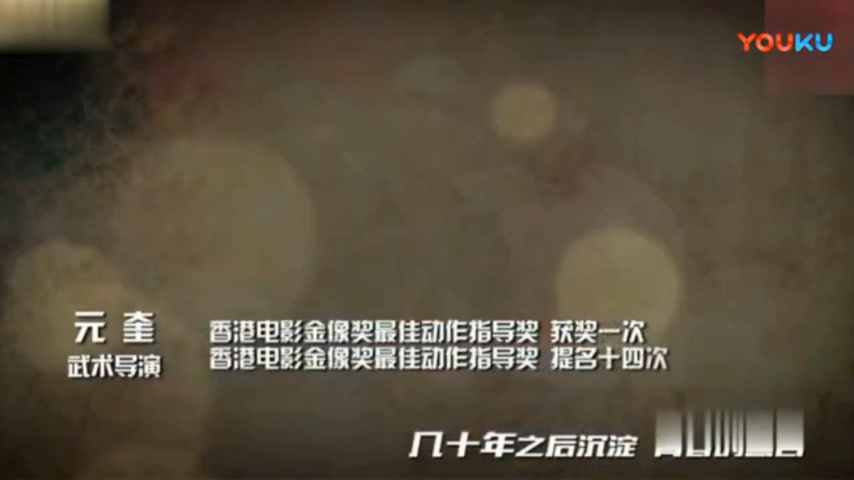 YOUKU
元 奎
武术导演
香港电影金像奖最佳动作指导奖 获奖一次
香港电影金像奖最佳动作指导奖 提名十四次
几十年之后沉淀